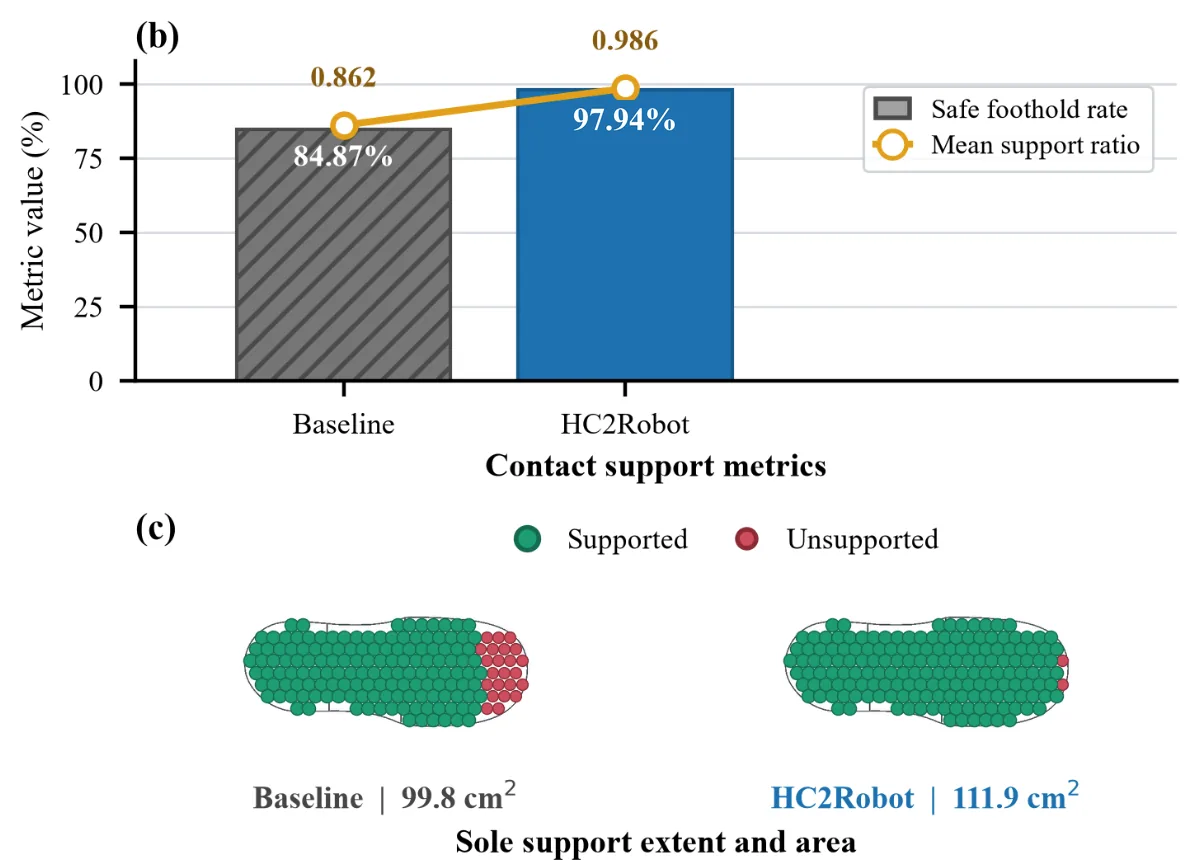 (b)
0.986
0.862
100
75
50
25
0
Metric value (%)
97.94%
84.87%
Safe foothold rate
Mean support ratio
Baseline
HC2Robot
Contact support metrics
(c)
Supported
Unsupported
Baseline | 99.8 cm²
HC2Robot | 111.9 cm²
Sole support extent and area